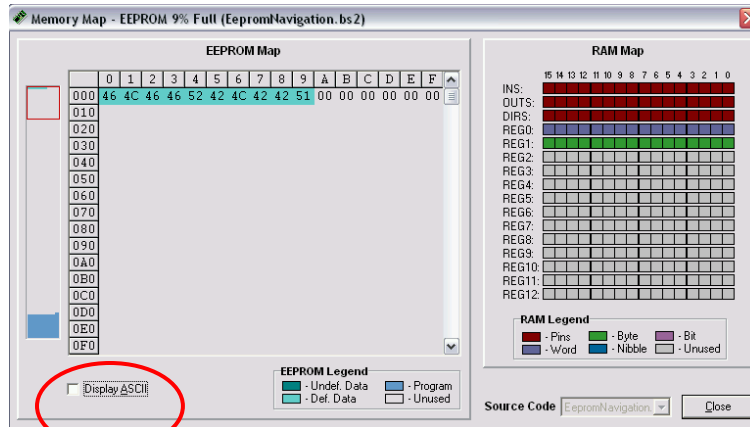 Memory Map - EEPROM 9% Full (EepromNavigation.bs2)
EEPROM Map
0 1 2 3 4 5 6 7 8 9 A B C D E F
000 46 4C 46 46 52 42 4C 42 42 51 00 00 00 00 00 00
010
020
030
040
050
060
070
080
090
0A0
0B0
0C0
0D0
0E0
0F0
Display ASCII
EEPROM Legend
- Undef. Data - Program
- Def. Data - Unused
RAM Map
15 14 13 12 11 10 9 8 7 6 5 4 3 2 1 0
INS:
OUTS:
DIRS:
REG0:
REG1:
REG2:
REG3:
REG4:
REG5:
REG6:
REG7:
REG8:
REG9:
REG10:
REG11:
REG12:
RAM Legend
- Pins - Byte - Bit
- Word - Nibble - Unused
Source Code EepromNavigation. Close